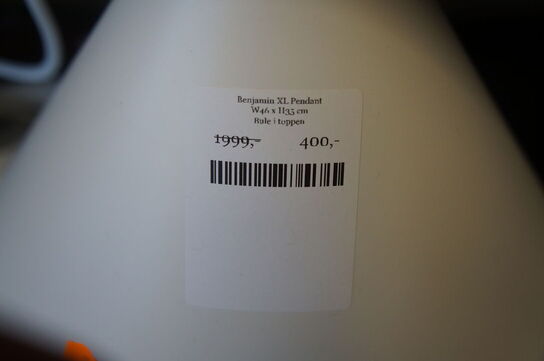 Benjamin XL Pendant
W46 x H35 cm
Bule i toppen
1999,- 400,-